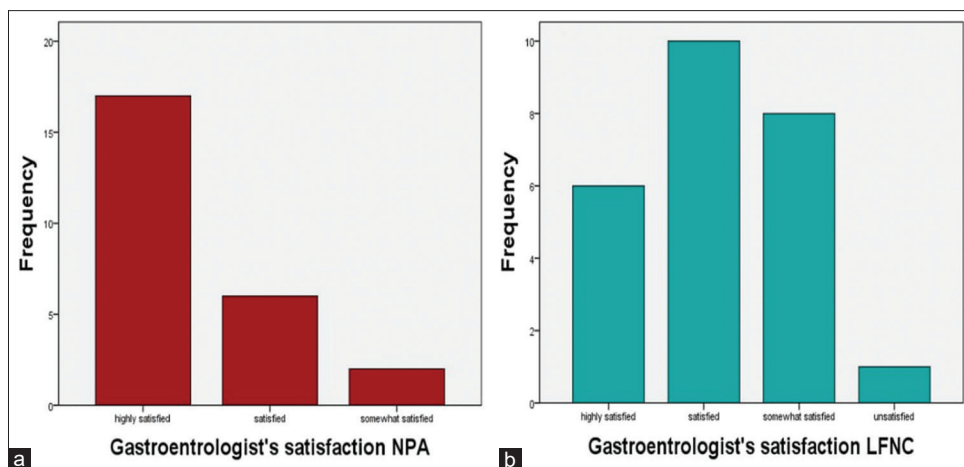 20
15
10
5
0
Frequency
highly satisfied
satisfied
somewhat satisfied
Gastroentrologist's satisfaction NPA
a
10
8
6
4
2
0
Frequency
highly satisfied
satisfied
somewhat satisfied
unsatisfied
Gastroentrologist's satisfaction LFNC
b